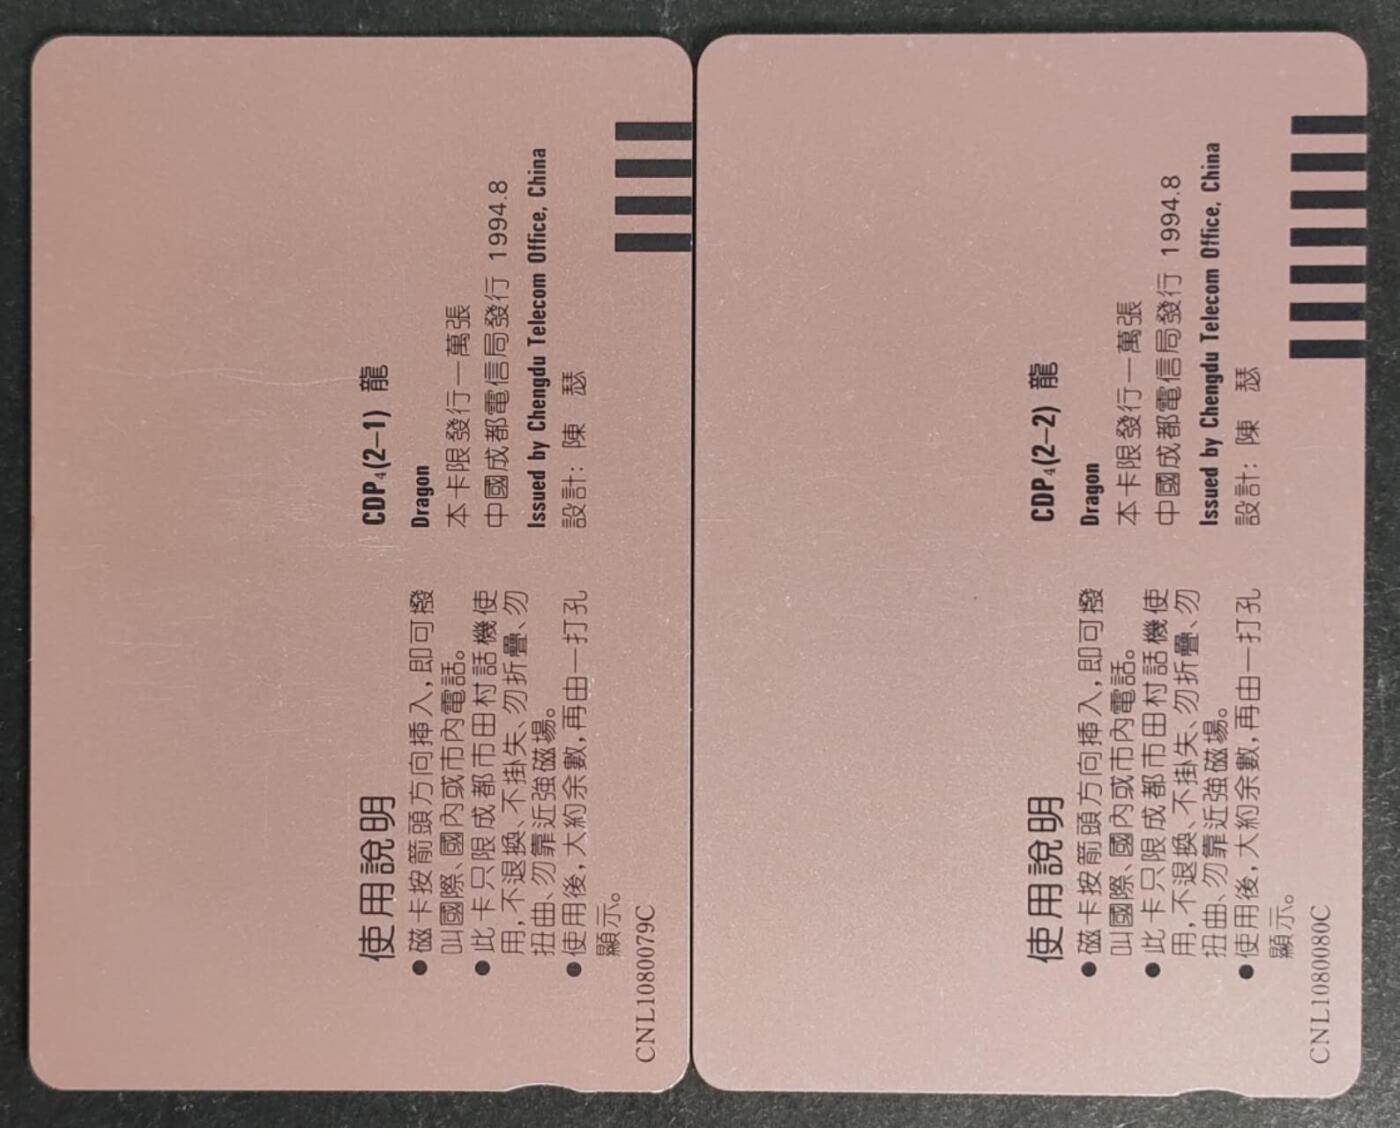 使用說明
●磁卡按箭頭方向揷入,即可撥
叫國際、國內或市內電話。
●此卡只限成都市田村話機使
用,不退換、不掛失、勿折疊、勿
扭曲、勿靠近強磁場。
●使用後,大約余數,再由一打孔
顯示。
CNL10800079C
CDP4(2-1) 龍
Dragon
本卡限發行一萬張
中國成都電信局發行 1994.8
Issued by Chengdu Telecom Office, China
設計: 陳 瑟
使用說明
●磁卡按箭頭方向揷入,即可撥
叫國際、國內或市內電話。
●此卡只限成都市田村話機使
用,不退換、不掛失、勿折疊、勿
扭曲、勿靠近強磁場。
●使用後,大約余數,再由一打孔
顯示。
CNL10800080C
CDP4(2-2) 龍
Dragon
本卡限發行一萬張
中國成都電信局發行 1994.8
Issued by Chengdu Telecom Office, China
設計: 陳 瑟